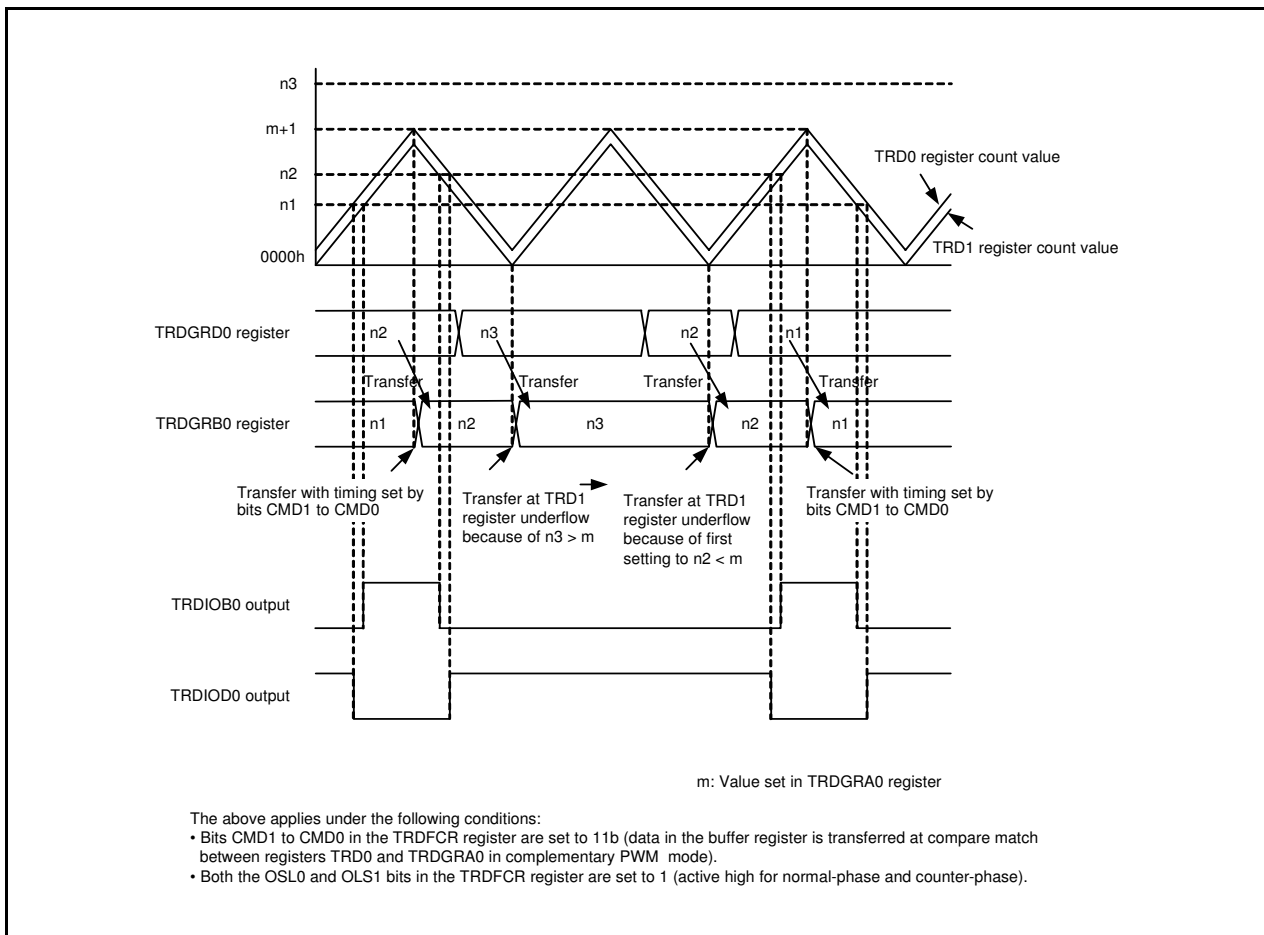 n3
m+1
n2
n1
0000h
TRD0 register count value
TRD1 register count value
TRDGRD0 register
n2
n3
n2
n1
Transfer
Transfer
Transfer
Transfer
TRDGRB0 register
n1
n2
n3
n2
n1
Transfer with timing set by
bits CMD1 to CMD0
Transfer at TRD1
register underflow
because of n3 > m
Transfer at TRD1
register underflow
because of first
setting to n2 < m
Transfer with timing set by
bits CMD1 to CMD0
TRDIOB0 output
TRDIOD0 output
m: Value set in TRDGRA0 register
The above applies under the following conditions:
• Bits CMD1 to CMD0 in the TRDFCR register are set to 11b (data in the buffer register is transferred at compare match
between registers TRD0 and TRDGRA0 in complementary PWM mode).
• Both the OSL0 and OLS1 bits in the TRDFCR register are set to 1 (active high for normal-phase and counter-phase).